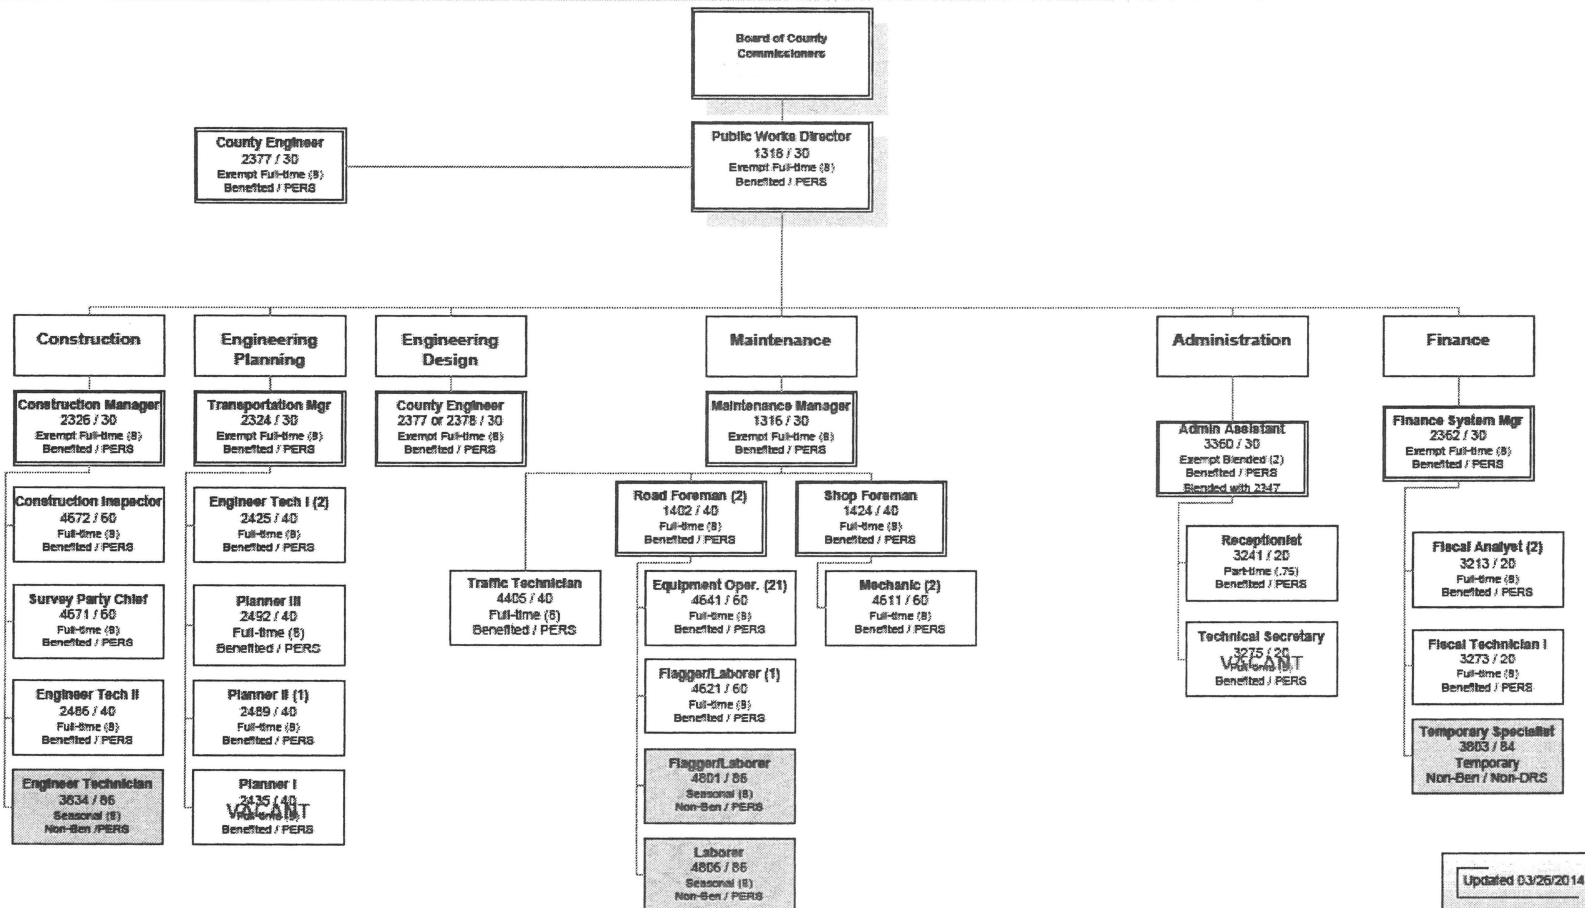 Board of County
Commissioners
County Engineer
2377 / 30
Exempt Full-time (8)
Benefited / PERS
Public Works Director
1318 / 30
Exempt Full-time (8)
Benefited / PERS
Construction
Engineering
Planning
Engineering
Design
Maintenance
Administration
Finance
Construction Manager
2326 / 30
Exempt Full-time (8)
Benefited / PERS
Transportation Mgr
2324 / 30
Exempt Full-time (8)
Benefited / PERS
County Engineer
2377 or 2378 / 30
Exempt Full-time (8)
Benefited / PERS
Maintenance Manager
1316 / 30
Exempt Full-time (8)
Benefited / PERS
Admin Assistant
3360 / 30
Exempt Blended (2)
Benefited / PERS
Blended with 2347
Finance System Mgr
2362 / 30
Exempt Full-time (8)
Benefited / PERS
Construction Inspector
4672 / 60
Full-time (8)
Benefited / PERS
Engineer Tech I (2)
2425 / 40
Full-time (8)
Benefited / PERS
Road Foreman (2)
1402 / 40
Full-time (8)
Benefited / PERS
Shop Foreman
1424 / 40
Full-time (8)
Benefited / PERS
Receptionist
3241 / 20
Part-time (.75)
Benefited / PERS
Fiscal Analyst (2)
3213 / 20
Full-time (8)
Benefited / PERS
Survey Party Chief
4671 / 60
Full-time (8)
Benefited / PERS
Planner III
2492 / 40
Full-time (8)
Benefited / PERS
Traffic Technician
4405 / 40
Full-time (8)
Benefited / PERS
Equipment Oper. (21)
4641 / 60
Full-time (8)
Benefited / PERS
Mechanic (2)
4611 / 60
Full-time (8)
Benefited / PERS
Technical Secretary
3275 / 20
VACANT
Full-time (8)
Benefited / PERS
Fiscal Technician I
3273 / 20
Full-time (8)
Benefited / PERS
Engineer Tech II
2486 / 40
Full-time (8)
Benefited / PERS
Planner II (1)
2489 / 40
Full-time (8)
Benefited / PERS
Flagger/Laborer (1)
4621 / 60
Full-time (8)
Benefited / PERS
Temporary Specialist
3803 / 84
Temporary
Non-Ben / Non-DRS
Engineer Technician
3834 / 86
Seasonal (8)
Non-Ben /PERS
Planner I
2435 / 40
VACANT
Full-time (8)
Benefited / PERS
Flagger/Laborer
4801 / 86
Seasonal (8)
Non-Ben / PERS
Laborer
4806 / 86
Seasonal (8)
Non-Ben / PERS
Updated 03/26/2014